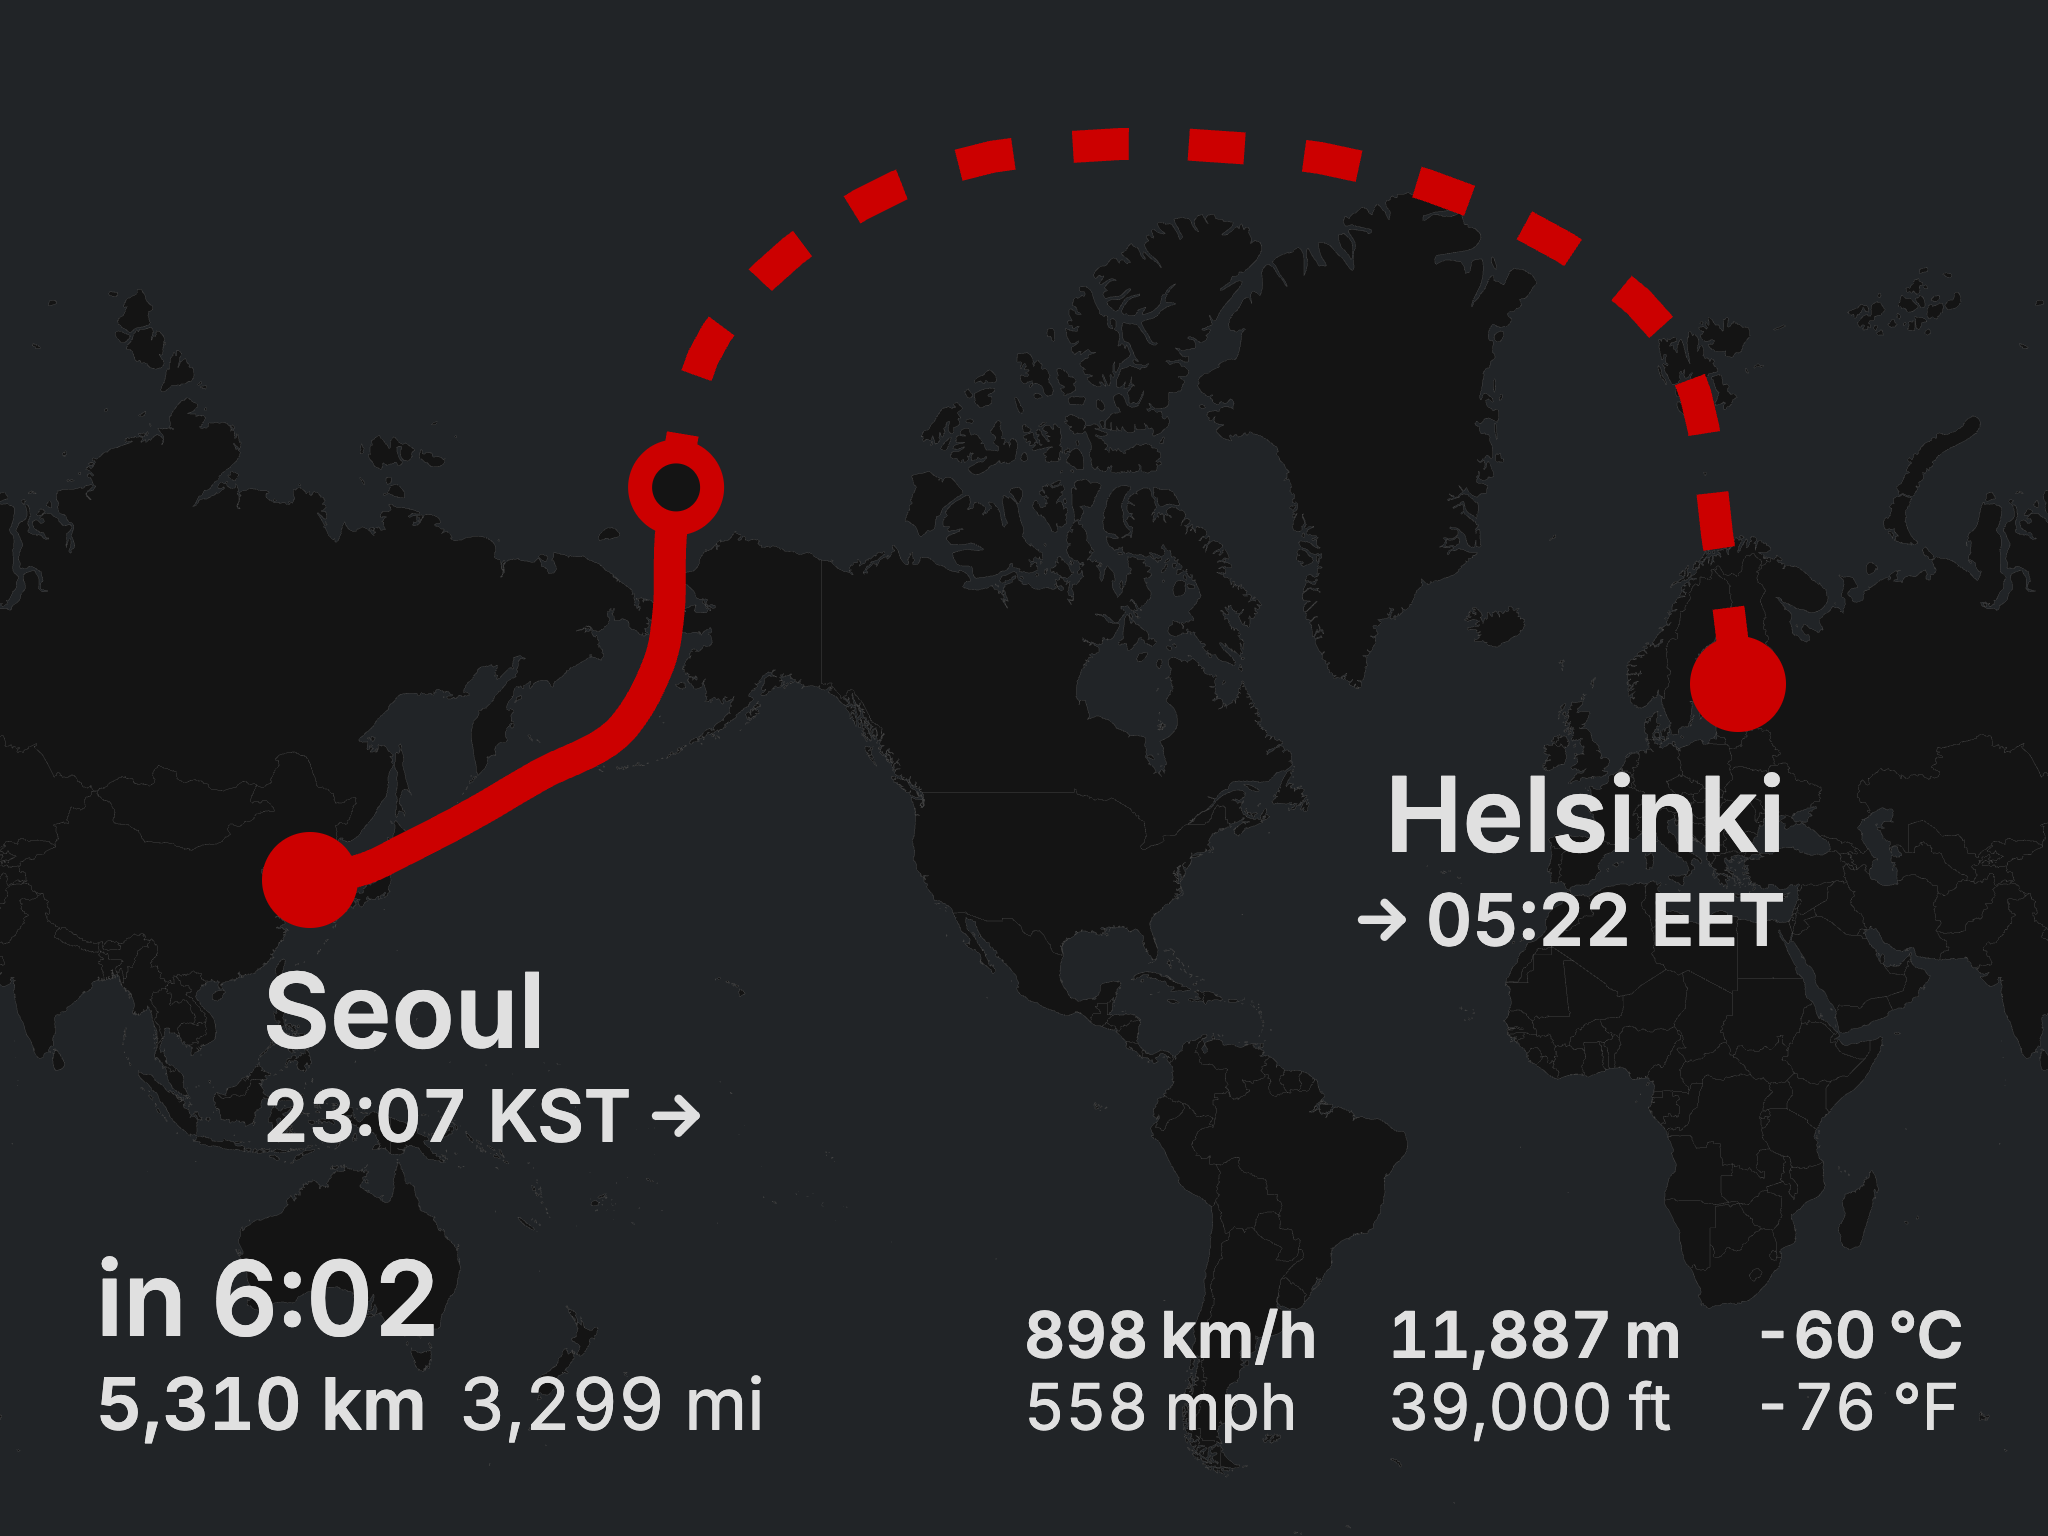 Helsinki
→ 05:22 EET
Seoul
23:07 KST →
in 6:02
5,310 km 3,299 mi
898 km/h 11,887 m -60 °C
558 mph 39,000 ft -76 °F